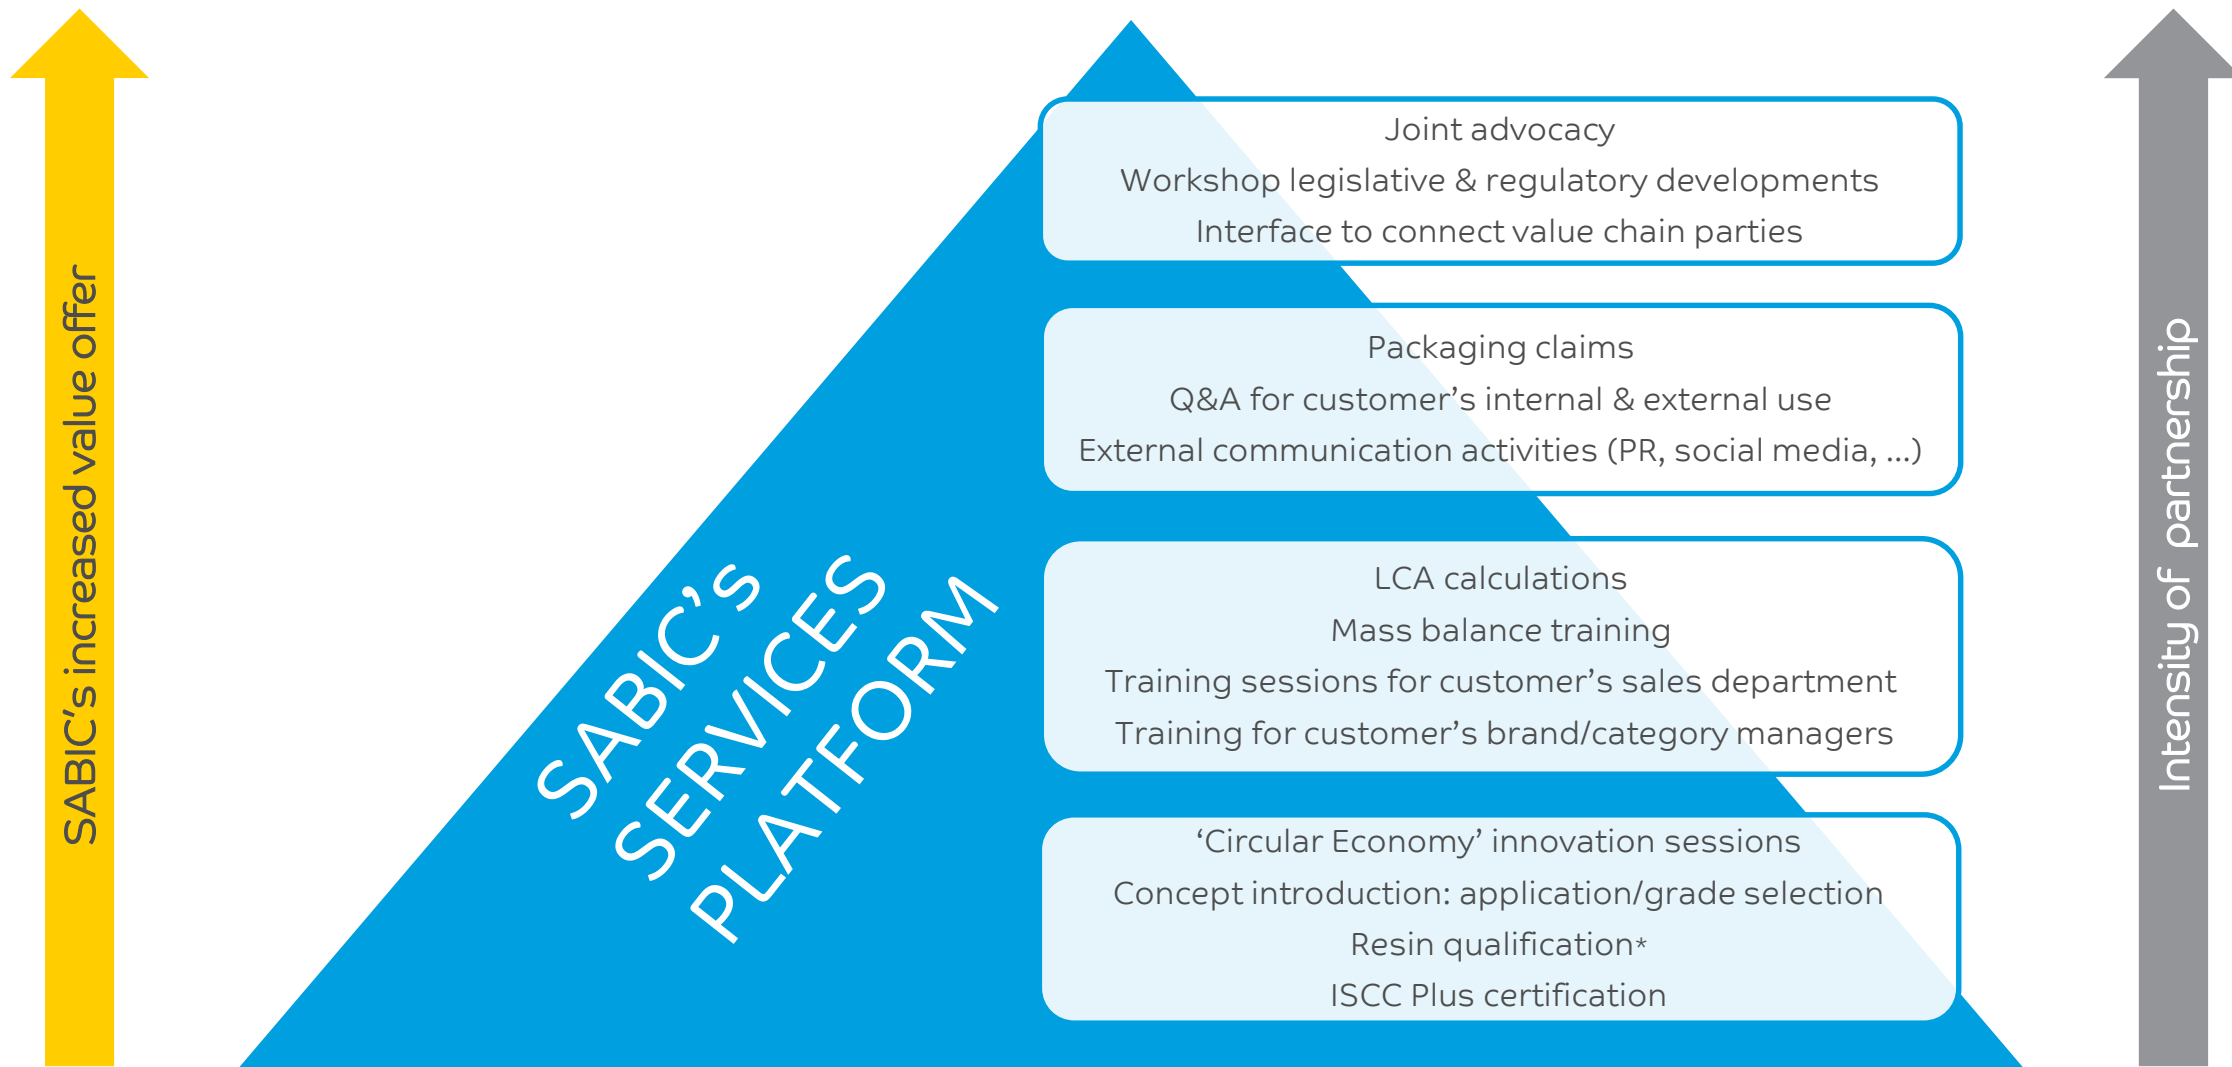 SABIC's increased value offer
SABIC's
SERVICES
PLATFORM
Joint advocacy
Workshop legislative & regulatory developments
Interface to connect value chain parties
Packaging claims
Q&A for customer's internal & external use
External communication activities (PR, social media, ...)
LCA calculations
Mass balance training
Training sessions for customer's sales department
Training for customer's brand/category managers
'Circular Economy' innovation sessions
Concept introduction: application/grade selection
Resin qualification*
ISCC Plus certification
Intensity of partnership